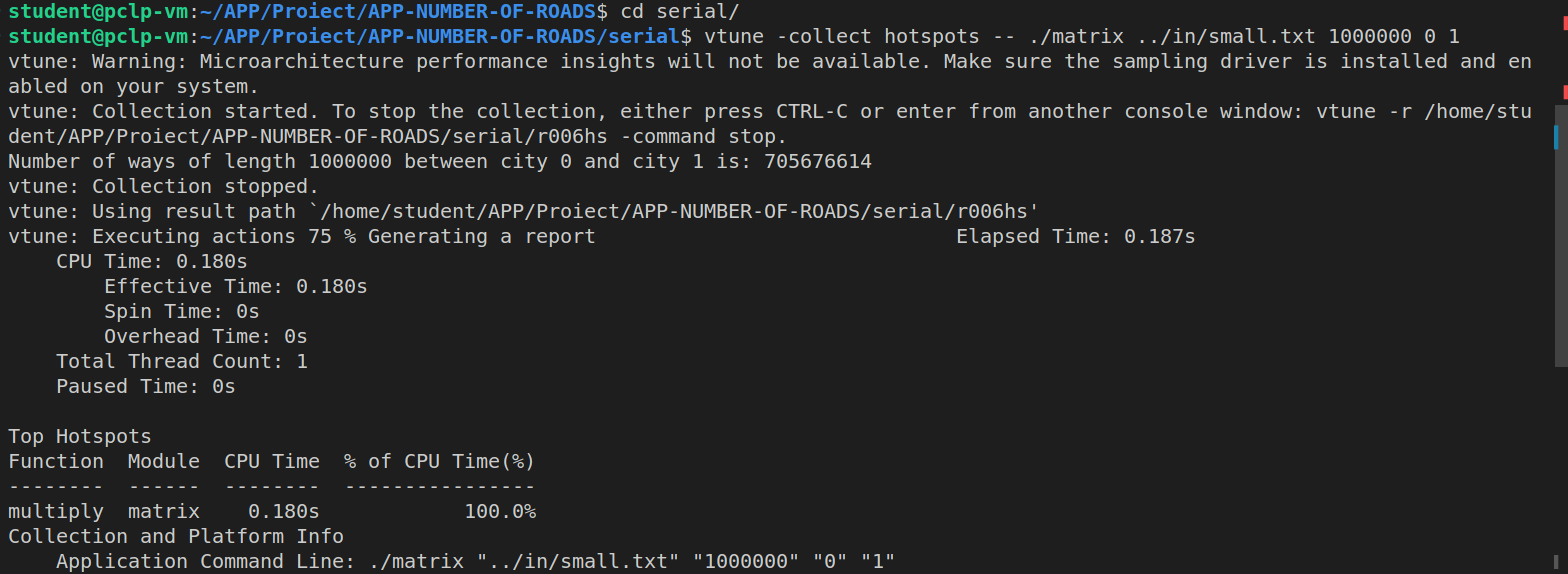 student@pclp-vm:~/APP/Proiect/APP-NUMBER-OF-ROADS$ cd serial/
student@pclp-vm:~/APP/Proiect/APP-NUMBER-OF-ROADS/serial$ vtune -collect hotspots -- ./matrix ../in/small.txt 1000000 0 1
vtune: Warning: Microarchitecture performance insights will not be available. Make sure the sampling driver is installed and en
abled on your system.
vtune: Collection started. To stop the collection, either press CTRL-C or enter from another console window: vtune -r /home/stu
dent/APP/Proiect/APP-NUMBER-OF-ROADS/serial/r006hs -command stop.
Number of ways of length 1000000 between city 0 and city 1 is: 705676614
vtune: Collection stopped.
vtune: Using result path `/home/student/APP/Proiect/APP-NUMBER-OF-ROADS/serial/r006hs'
vtune: Executing actions 75 % Generating a report                              Elapsed Time: 0.187s
    CPU Time: 0.180s
        Effective Time: 0.180s
        Spin Time: 0s
        Overhead Time: 0s
    Total Thread Count: 1
    Paused Time: 0s

Top Hotspots
Function  Module  CPU Time  % of CPU Time(%)
--------  ------  --------  ----------------
multiply  matrix    0.180s            100.0%
Collection and Platform Info
    Application Command Line: ./matrix "../in/small.txt" "1000000" "0" "1"